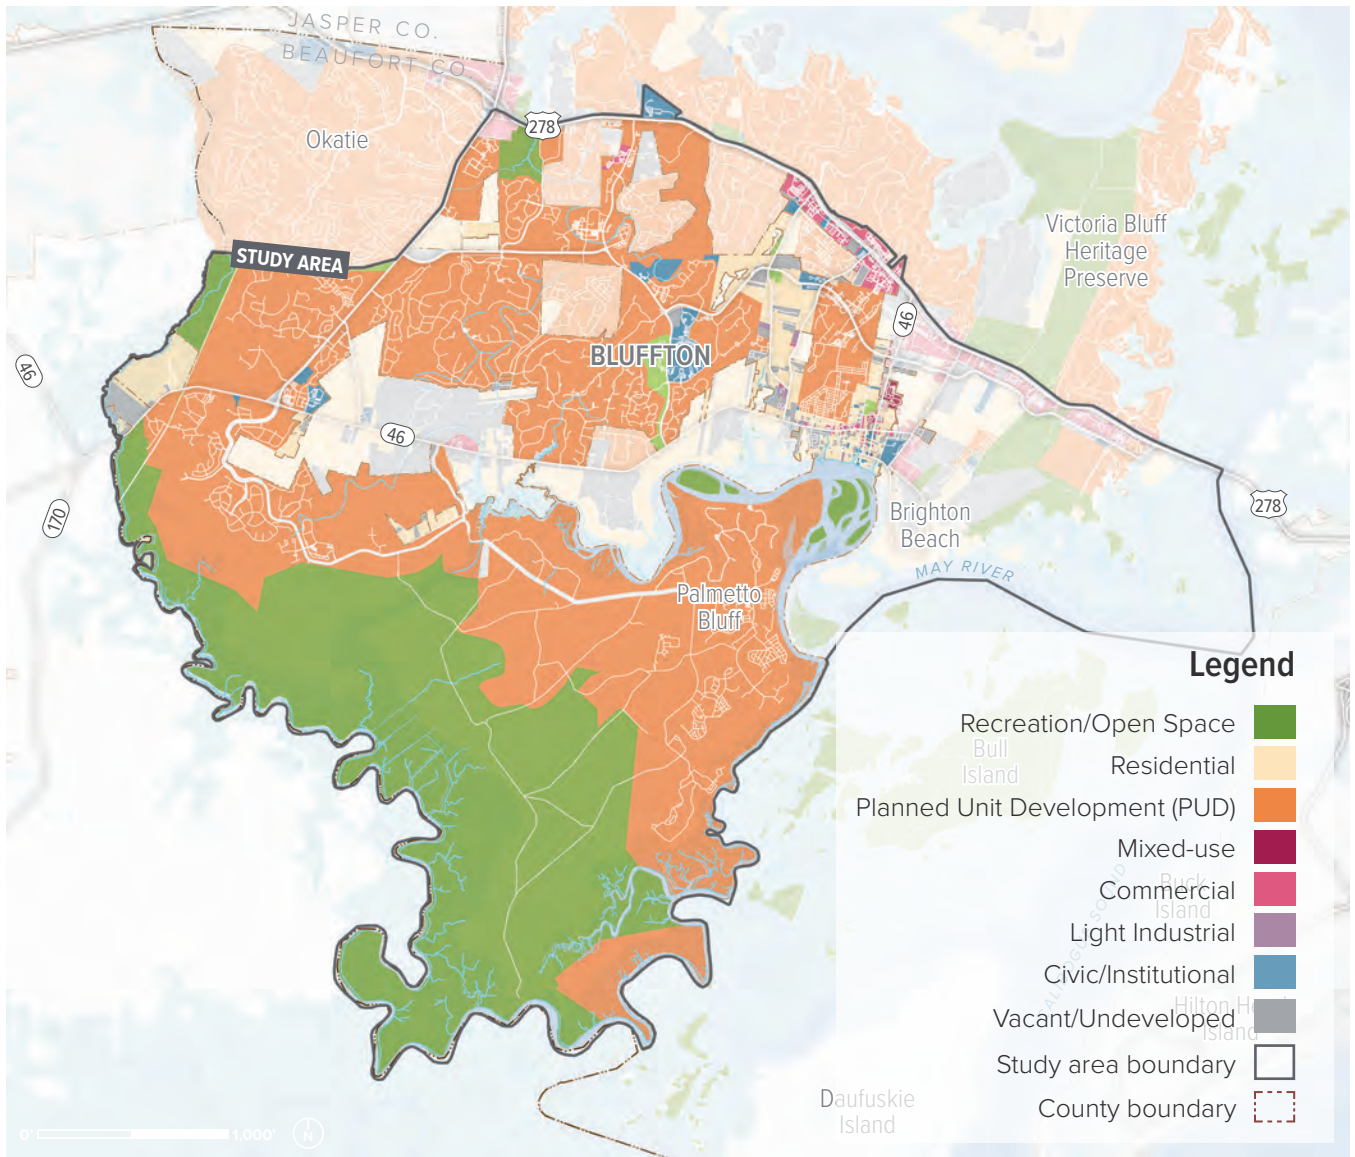 JASPER CO.
BEAUFORT CO
Okatie
278
STUDY AREA
Victoria Bluff
Heritage
Preserve
46
46
BLUFFTON
46
170
278
Brighton
Beach
MAY RIVER
Palmetto
Bluff
Legend
Recreation/Open Space
Bull
Island
Residential
Planned Unit Development (PUD)
Mixed-use
Commercial
Buck
Island
Light Industrial
Civic/Institutional
Vacant/Undeveloped
Island
Study area boundary
County boundary
Daufuskie
Island
0'
1,000'
N